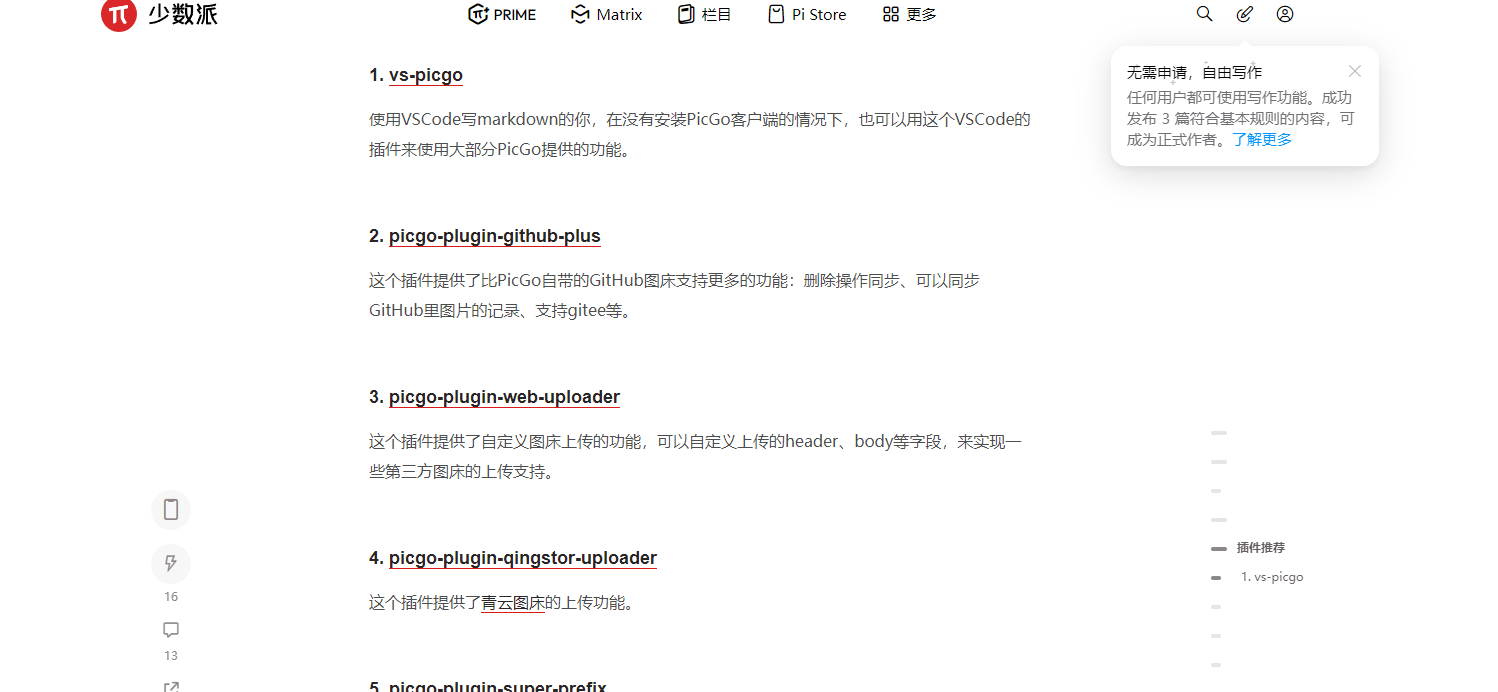 少数派
PRIME
Matrix
栏目
Pi Store
更多
无需申请，自由写作
任何用户都可使用写作功能。成功
发布 3 篇符合基本规则的内容，可
成为正式作者。了解更多
1. vs-picgo
使用VSCode写markdown的你，在没有安装PicGo客户端的情况下，也可以用这个VSCode的
插件来使用大部分PicGo提供的功能。
2. picgo-plugin-github-plus
这个插件提供了比PicGo自带的GitHub图床支持更多的功能：删除操作同步、可以同步
GitHub里图片的记录、支持gitee等。
3. picgo-plugin-web-uploader
这个插件提供了自定义图床上传的功能，可以自定义上传的header、body等字段，来实现一
些第三方图床的上传支持。
4. picgo-plugin-qingstor-uploader
这个插件提供了青云图床的上传功能。
5. picgo-plugin-super-prefix
16
13
插件推荐
1. vs-picgo